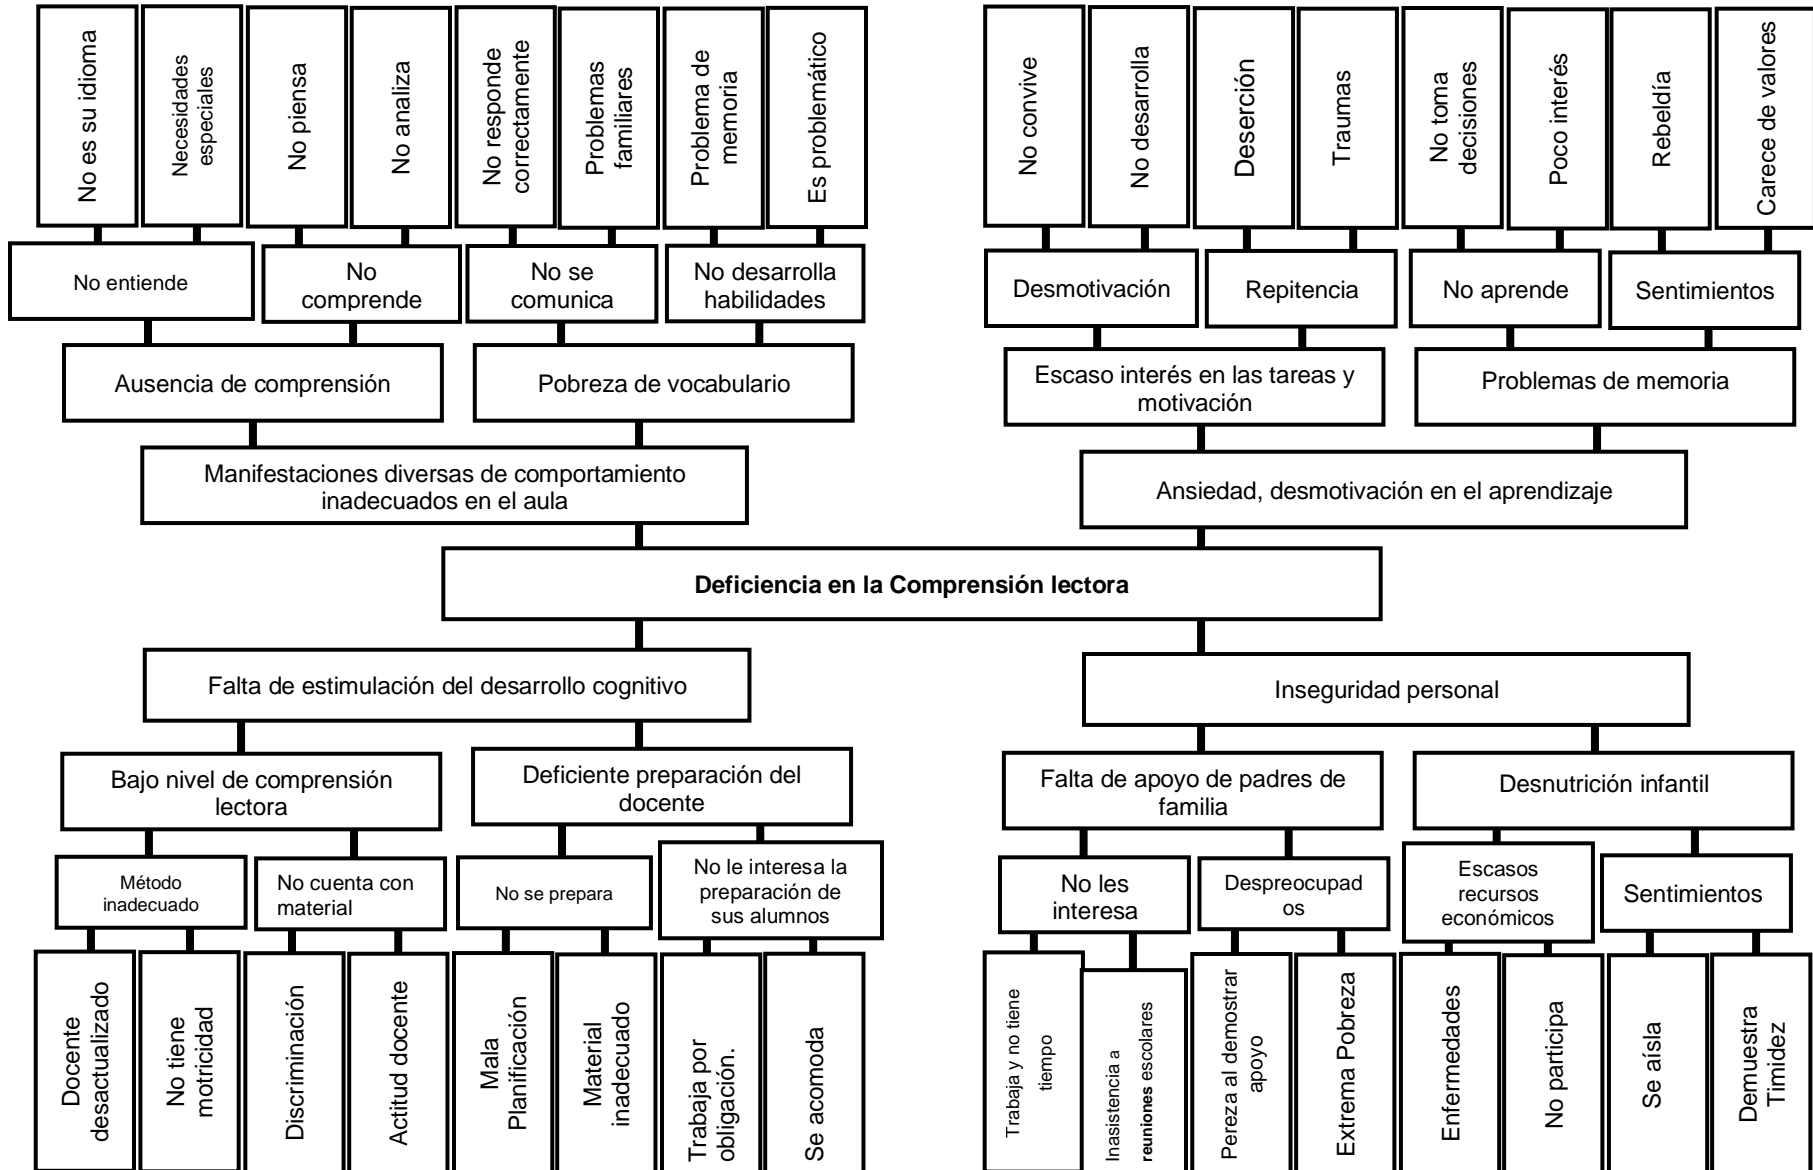 No es su idioma
Necesidades
especiales
No piensa
No analiza
No responde
correctamente
Problemas
familiares
Problema de
memoria
Es problemático
No convive
No desarrolla
Deserción
Traumas
No toma
decisiones
Poco interés
Rebeldía
Carece de valores
No entiende
No
comprende
No se
comunica
No desarrolla
habilidades
Desmotivación
Repitencia
No aprende
Sentimientos
Ausencia de comprensión
Pobreza de vocabulario
Escaso interés en las tareas y
motivación
Problemas de memoria
Manifestaciones diversas de comportamiento
inadecuados en el aula
Ansiedad, desmotivación en el aprendizaje
Deficiencia en la Comprensión lectora
Falta de estimulación del desarrollo cognitivo
Inseguridad personal
Bajo nivel de comprensión
lectora
Deficiente preparación del
docente
Falta de apoyo de padres de
familia
Desnutrición infantil
Método
inadecuado
No cuenta con
material
No se prepara
No le interesa la
preparación de
sus alumnos
No les
interesa
Despreocupad
os
Escasos
recursos
económicos
Sentimientos
Docente
desactualizado
No tiene
motricidad
Discriminación
Actitud docente
Mala
Planificación
Material
inadecuado
Trabaja por
obligación.
Se acomoda
Trabaja y no tiene
tiempo
Inasistencia a
reuniones escolares
Pereza al demostrar
apoyo
Extrema Pobreza
Enfermedades
No participa
Se aísla
Demuestra
Timidez